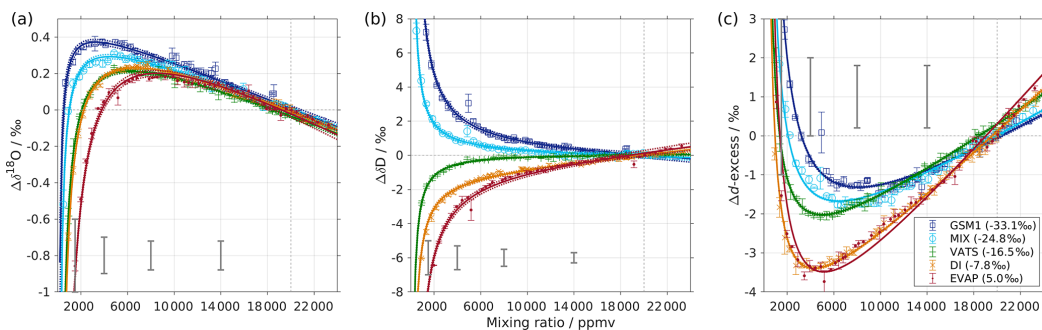 (a)
Δδ¹⁸O / ‰
0.4
0.2
0
-0.2
-0.4
-0.6
-0.8
-1
2000 6000 10000 14000 18000 22000
(b)
ΔδD / ‰
8
6
4
2
0
-2
-4
-6
-8
2000 6000 10000 14000 18000 22000
Mixing ratio / ppmv
(c)
Δd-excess / ‰
3
2
1
0
-1
-2
-3
-4
2000 6000 10000 14000 18000 22000
GSM1 (-33.1‰)
MIX (-24.8‰)
VATS (-16.5‰)
DI (-7.8‰)
EVAP (5.0‰)